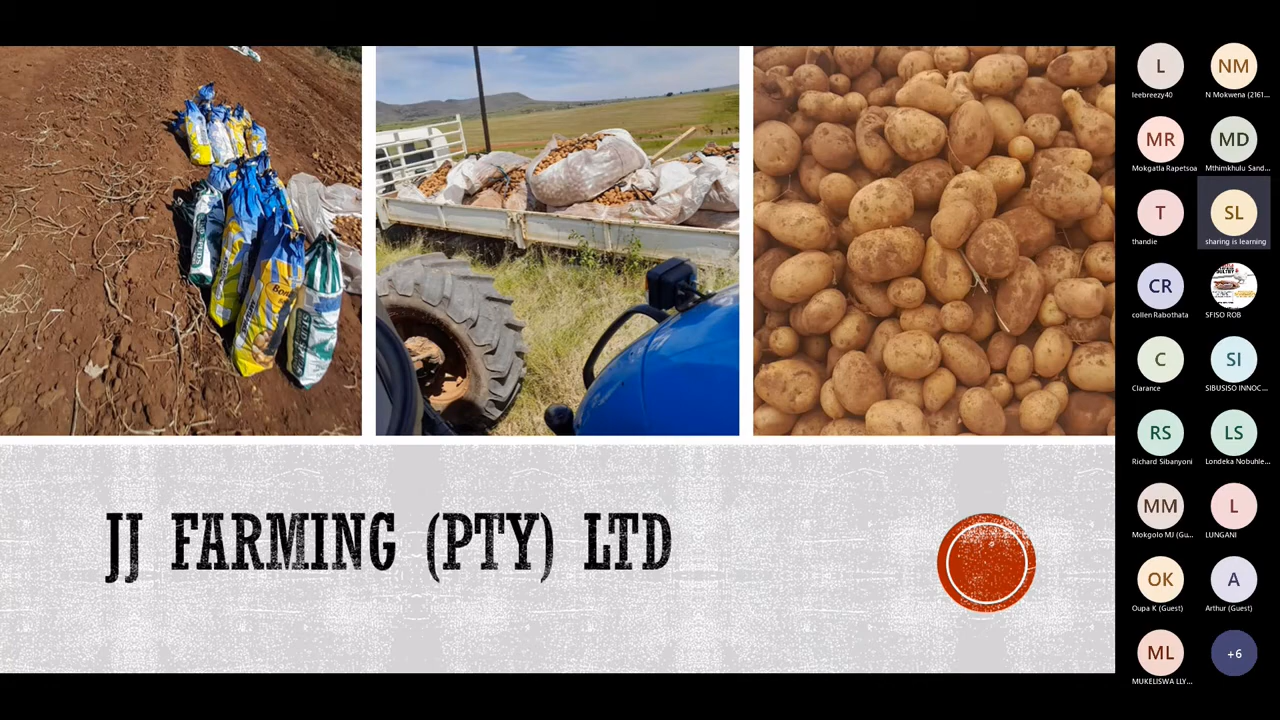 JJ FARMING (PTY) LTD
L
leebreezy40
NM
N Mokwena (2161...
MR
Mokgatla Rapetsoa
MD
Mthimkhulu Sand...
T
thandie
SL
sharing is learning
CR
collen Rabothata
SFISO ROB
C
Clarance
SI
SIBUSISO INNOC...
RS
Richard Sibanyoni
LS
Londeka Nobuhle...
MM
Mokgolo MJ (Gu...
L
LUNGANI
OK
Oupa K (Guest)
A
Arthur (Guest)
ML
MUKELISWA LLY...
+6